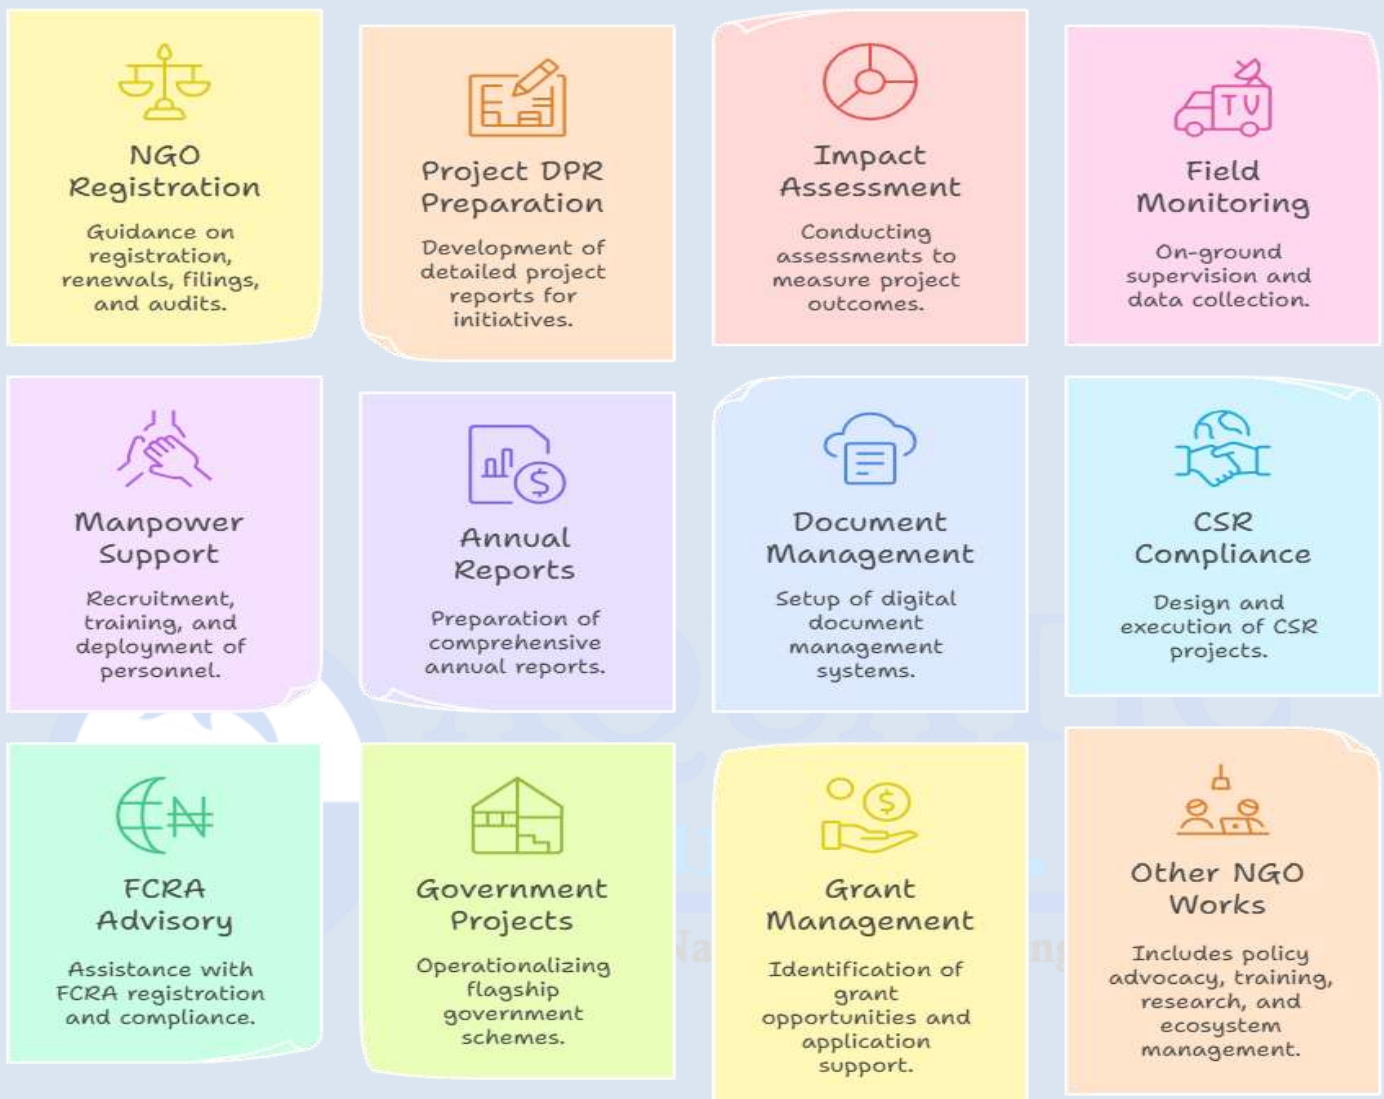 NGO
Registration
Guidance on
registration,
renewals, filings,
and audits.
Project DPR
Preparation
Development of
detailed project
reports for
initiatives.
Impact
Assessment
Conducting
assessments to
measure project
outcomes.
TV
Field
Monitoring
On-ground
supervision and
data collection.
Manpower
Support
Recruitment,
training, and
deployment of
personnel.
$
Annual
Reports
Preparation of
comprehensive
annual reports.
Document
Management
Setup of digital
document
management
systems.
CSR
Compliance
Design and
execution of CSR
projects.
FCRA
Advisory
Assistance with
FCRA registration
and compliance.
Government
Projects
Operationalizing
flagship
government
schemes.
$
Grant
Management
Identification of
grant
opportunities and
application
support.
Other NGO
Works
Includes policy
advocacy, training,
research, and
ecosystem
management.